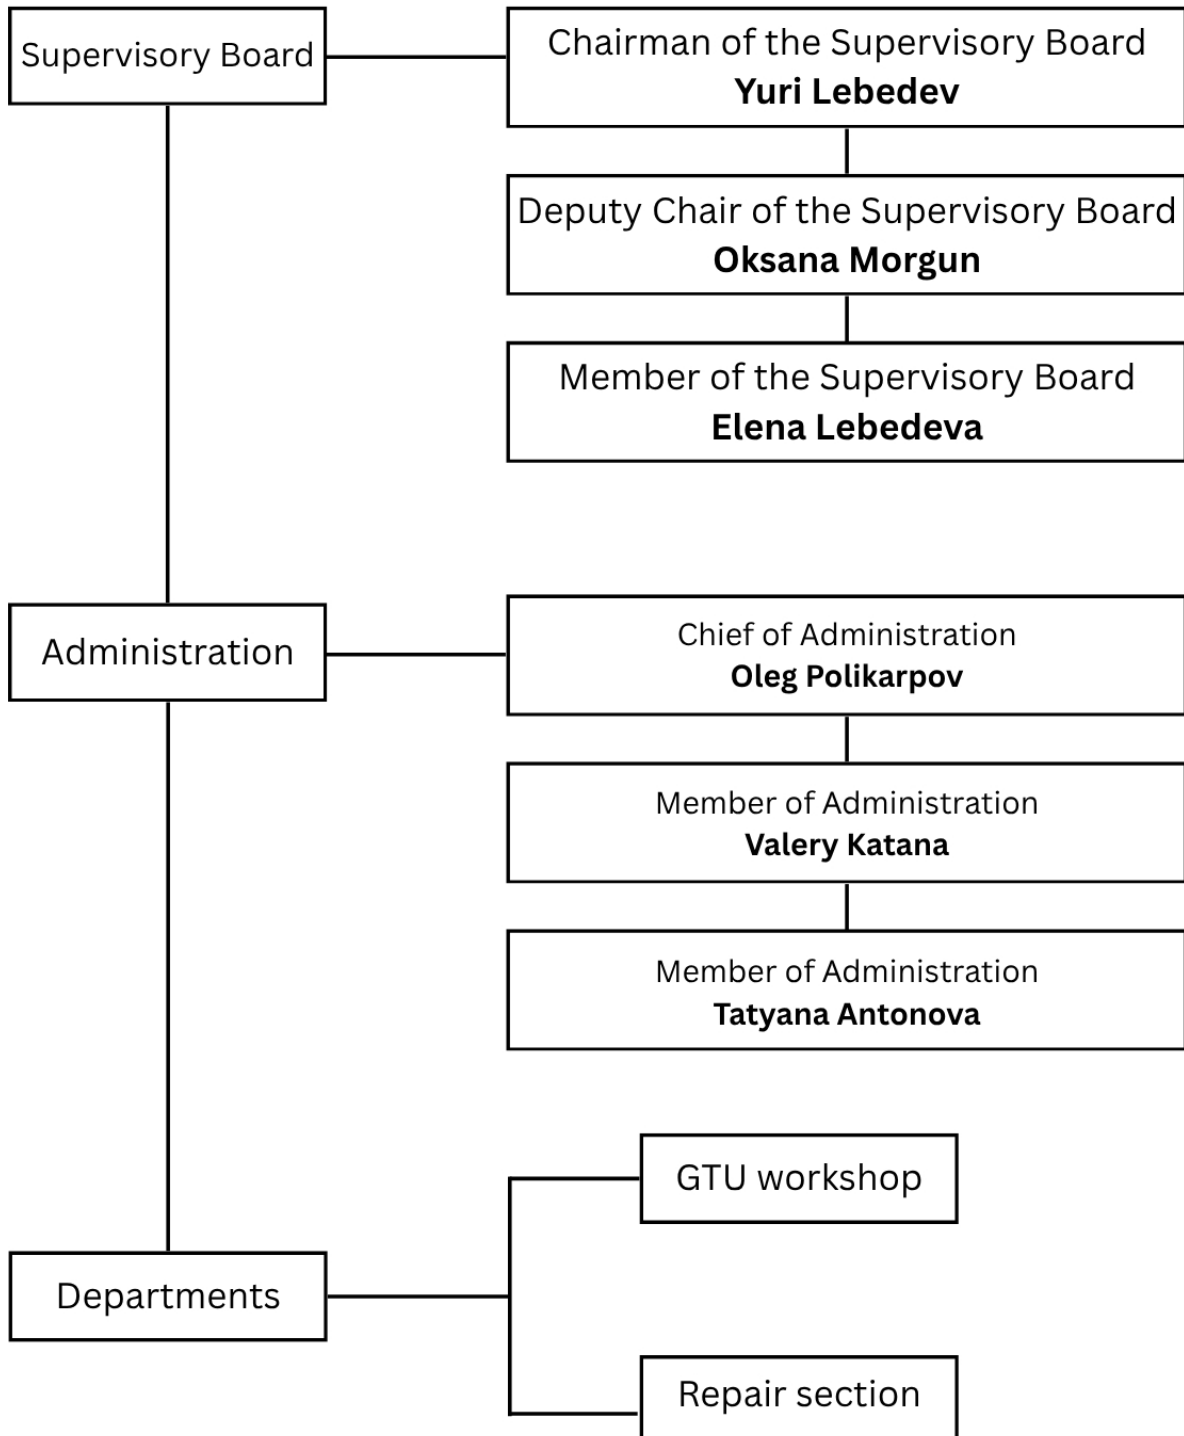 Supervisory Board
Chairman of the Supervisory Board
Yuri Lebedev
Deputy Chair of the Supervisory Board
Oksana Morgun
Member of the Supervisory Board
Elena Lebedeva
Administration
Chief of Administration
Oleg Polikarpov
Member of Administration
Valery Katana
Member of Administration
Tatyana Antonova
Departments
GTU workshop
Repair section